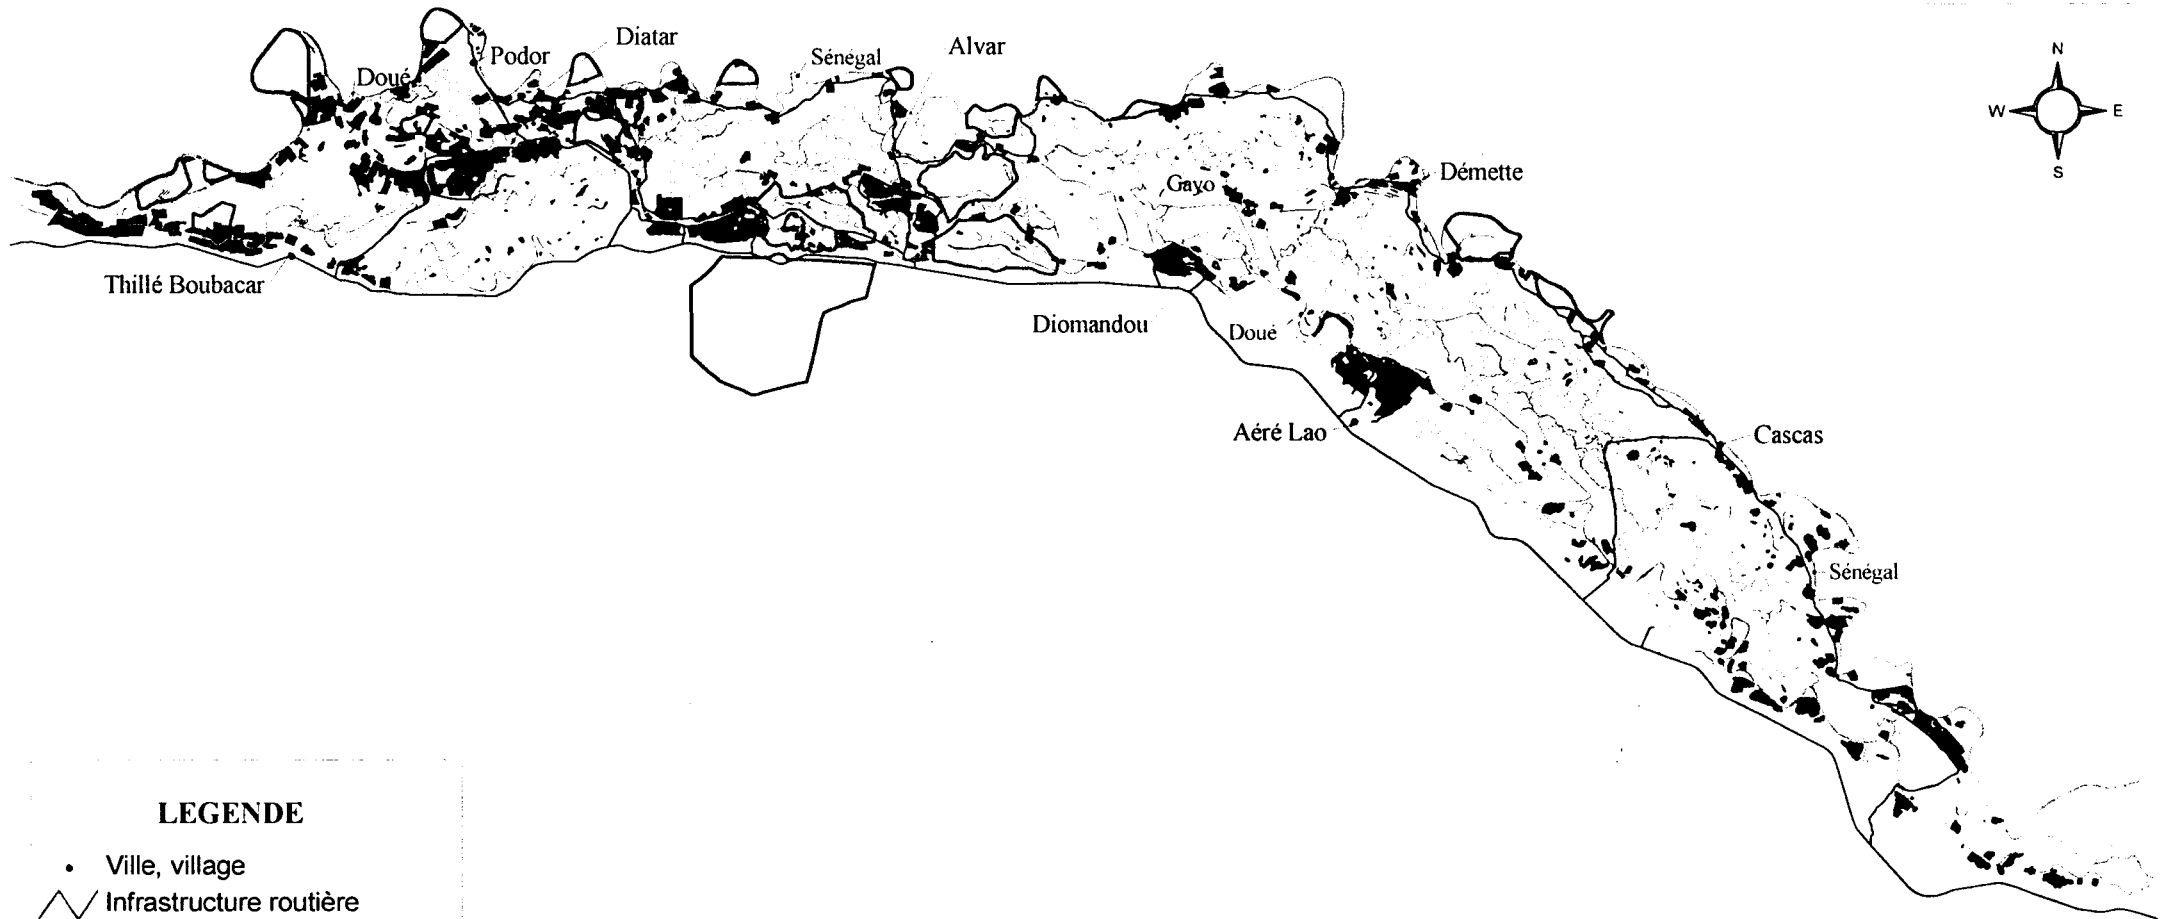 Diatar
Alvar
Podor
Sénégal
Doué
N
W
E
S
Démette
Gayo
Thillé Boubacar
Diomandou
Doué
Aéré Lao
Cascas
Sénégal
LEGENDE
Ville, village
Infrastructure routière